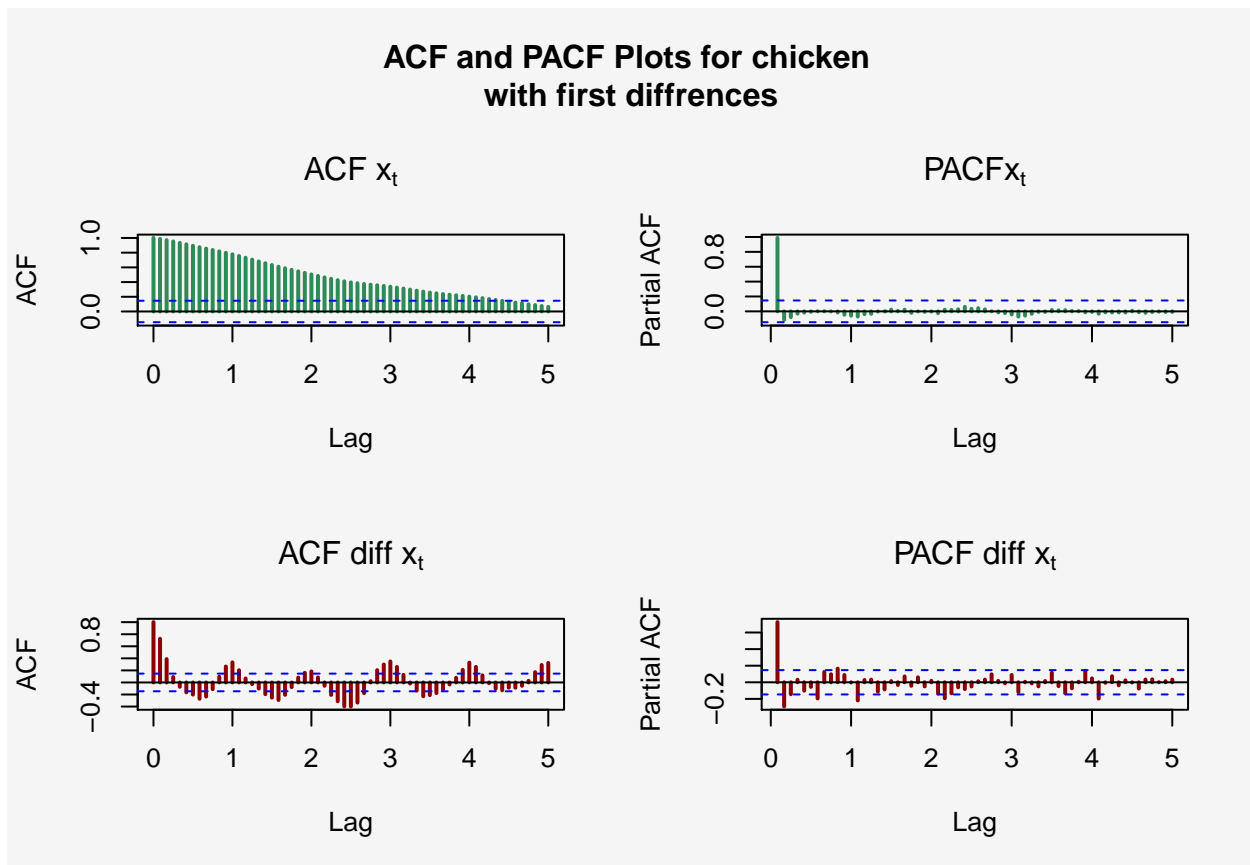 ACF and PACF Plots for chicken
with first diffrences
ACF xt
ACF
0.0 1.0
0 1 2 3 4 5
Lag
PACFxt
Partial ACF
0.0 0.8
0 1 2 3 4 5
Lag
ACF diff xt
ACF
−0.4 0.8
0 1 2 3 4 5
Lag
PACF diff xt
Partial ACF
−0.2
0 1 2 3 4 5
Lag